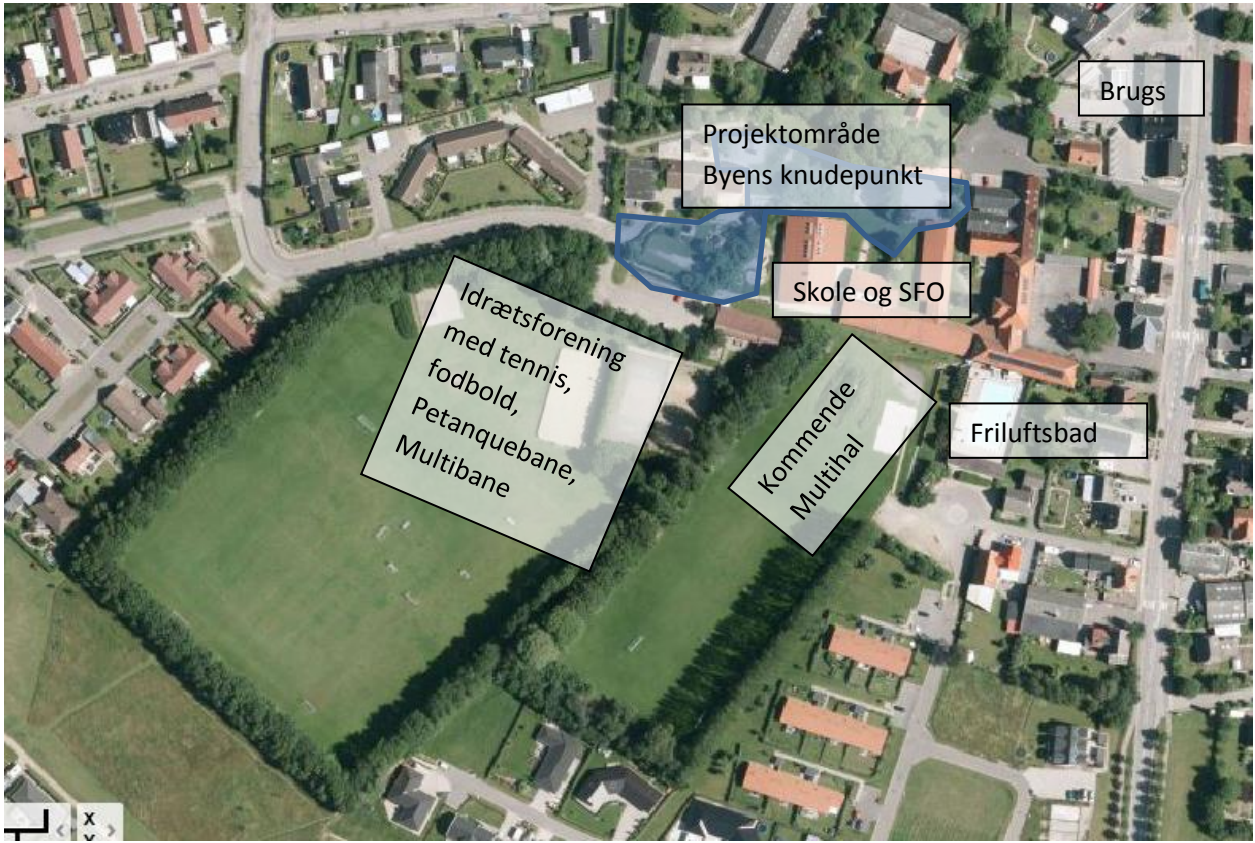 Brugs
Projektområde
Byens knudepunkt
Skole og SFO
Idrætsforening
med tennis,
fodbold,
Petanquebane,
Multibane
Kommende
Multihal
Friluftsbad
X
Y